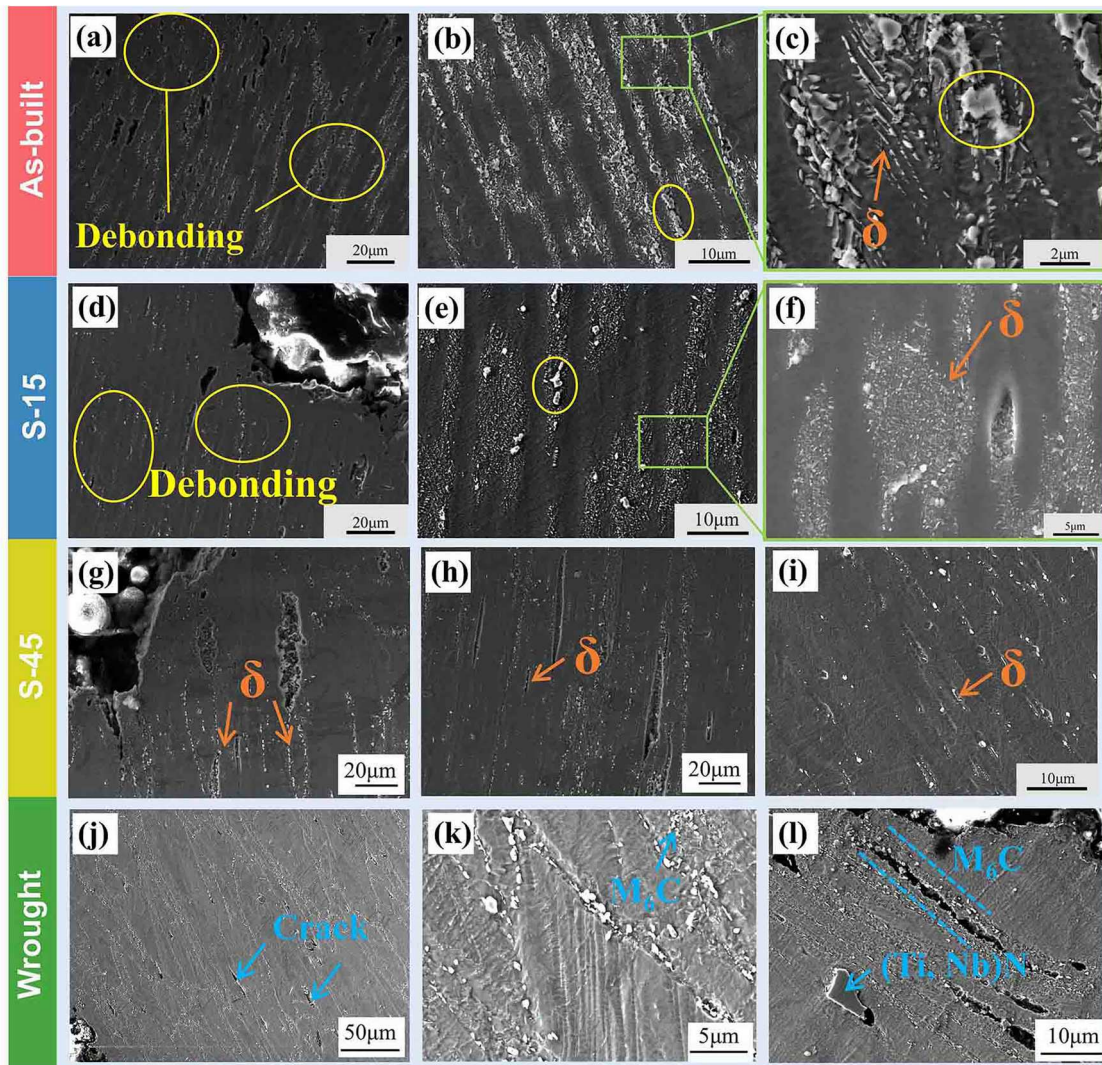 As-built
(a)
Debonding
20μm
(b)
10μm
(c)
δ
2μm
S-15
(d)
Debonding
20μm
(e)
10μm
(f)
δ
5μm
S-45
(g)
δ
20μm
(h)
δ
20μm
(i)
δ
10μm
Wrought
(j)
Crack
50μm
(k)
M₆C
5μm
(l)
M₆C
(Ti, Nb)N
10μm